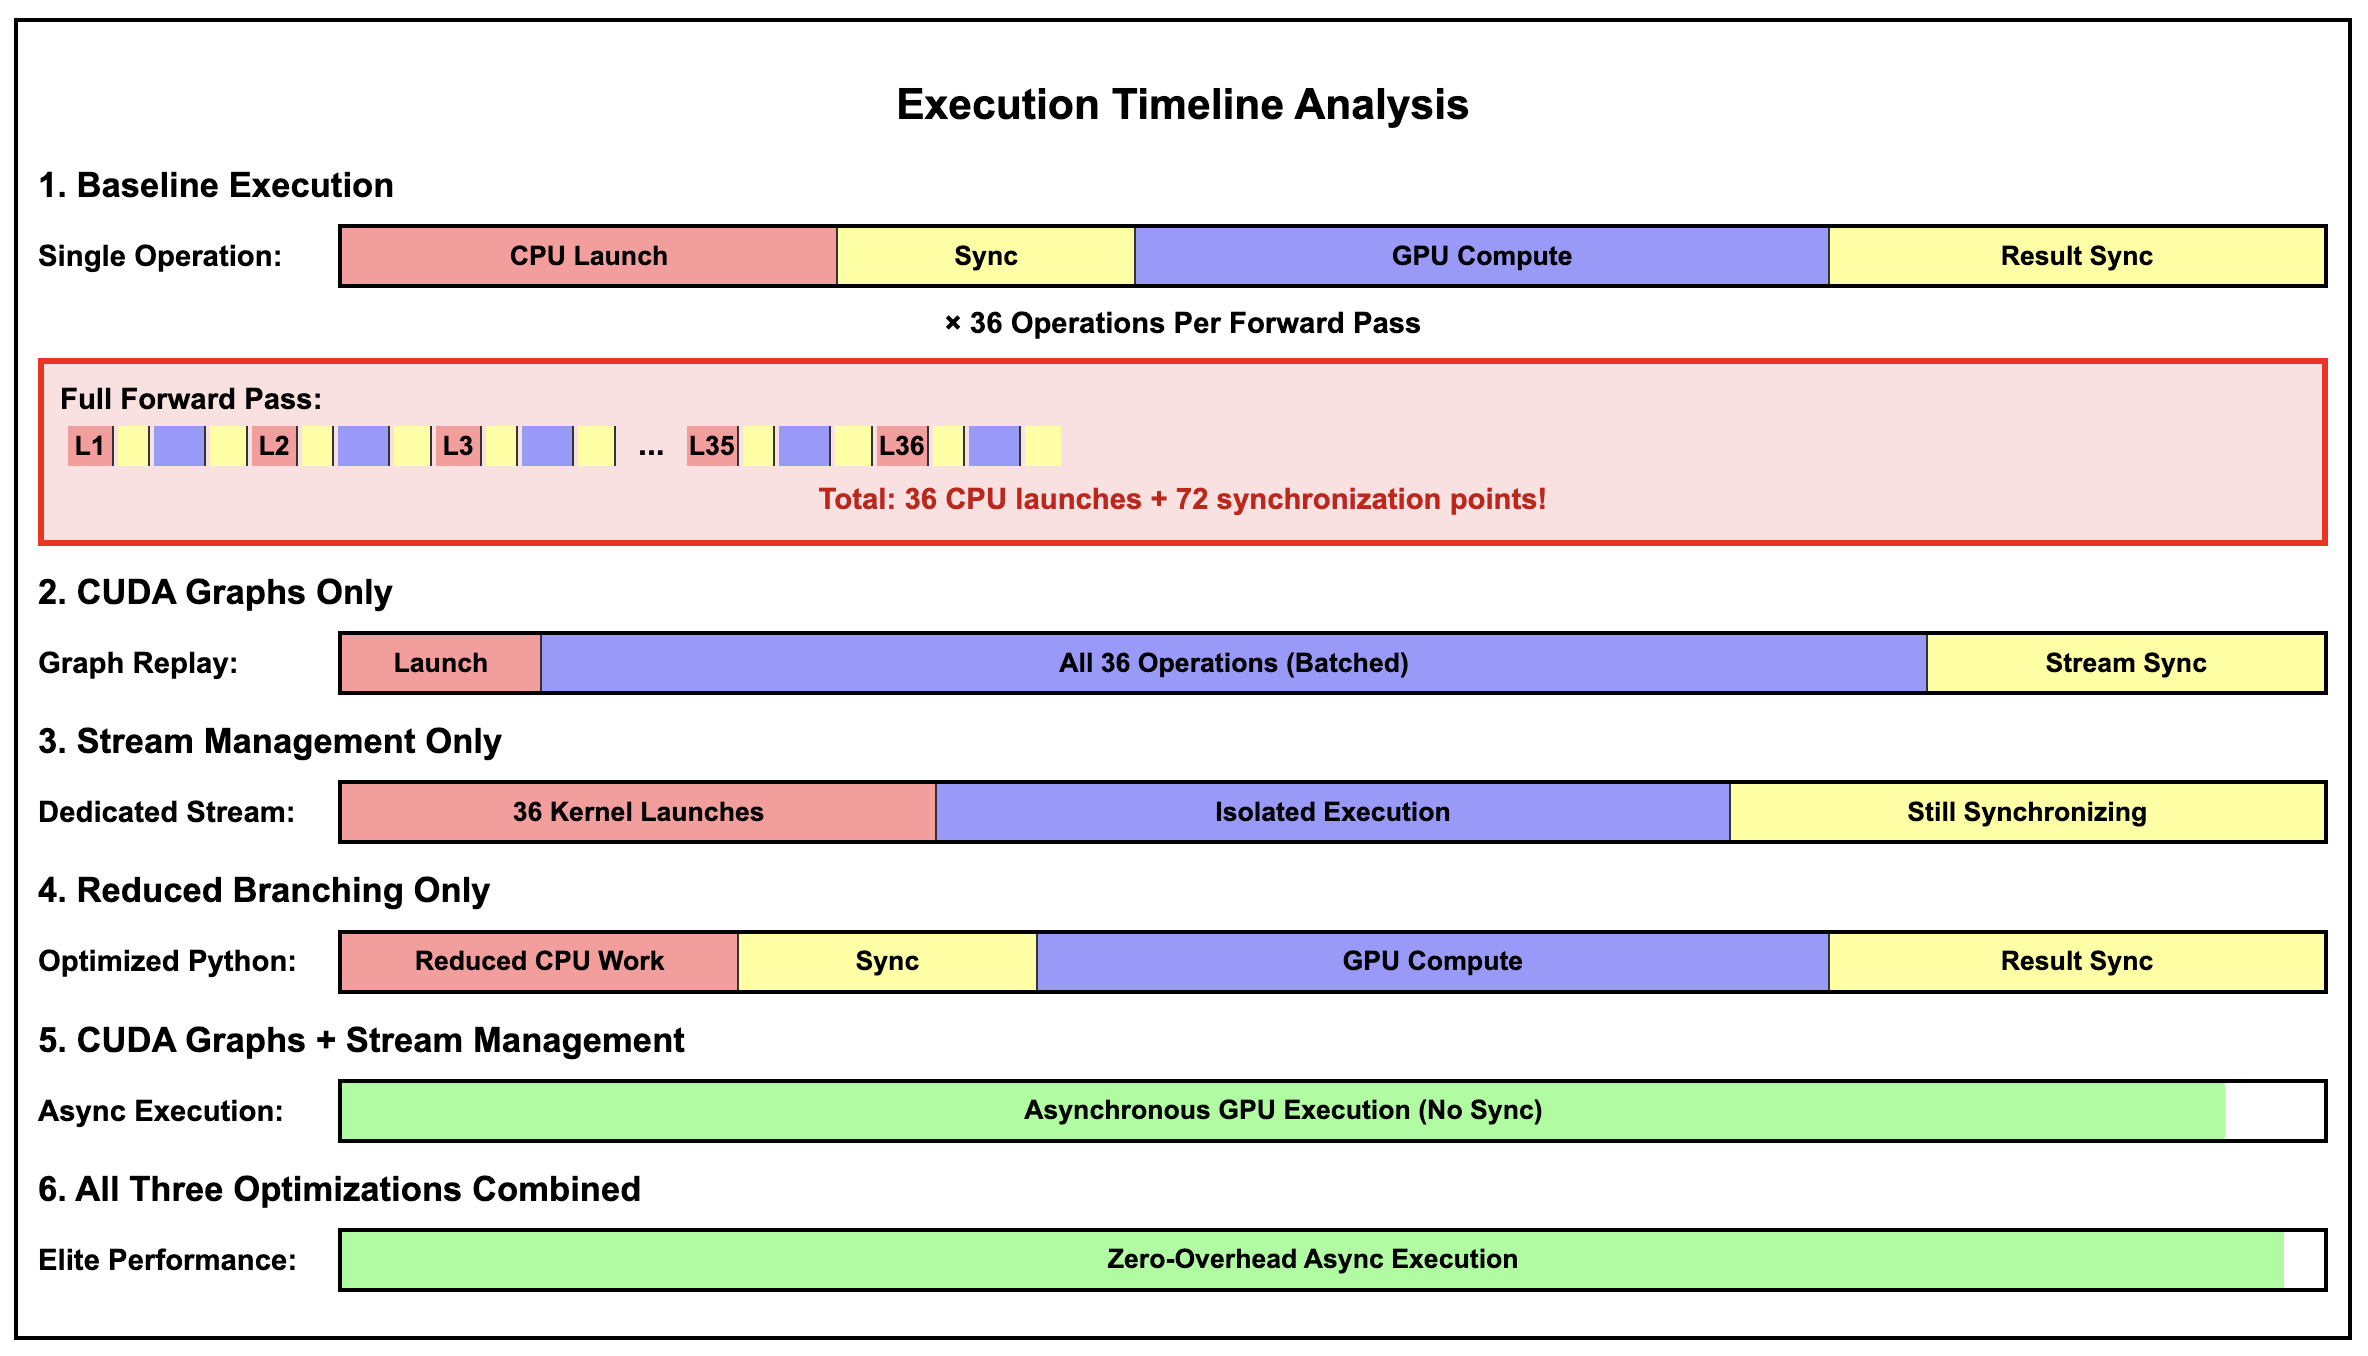 Execution Timeline Analysis
1. Baseline Execution
Single Operation: CPU Launch Sync GPU Compute Result Sync
× 36 Operations Per Forward Pass
Full Forward Pass:
L1 L2 L3 ... L35 L36
Total: 36 CPU launches + 72 synchronization points!
2. CUDA Graphs Only
Graph Replay: Launch All 36 Operations (Batched) Stream Sync
3. Stream Management Only
Dedicated Stream: 36 Kernel Launches Isolated Execution Still Synchronizing
4. Reduced Branching Only
Optimized Python: Reduced CPU Work Sync GPU Compute Result Sync
5. CUDA Graphs + Stream Management
Async Execution: Asynchronous GPU Execution (No Sync)
6. All Three Optimizations Combined
Elite Performance: Zero-Overhead Async Execution